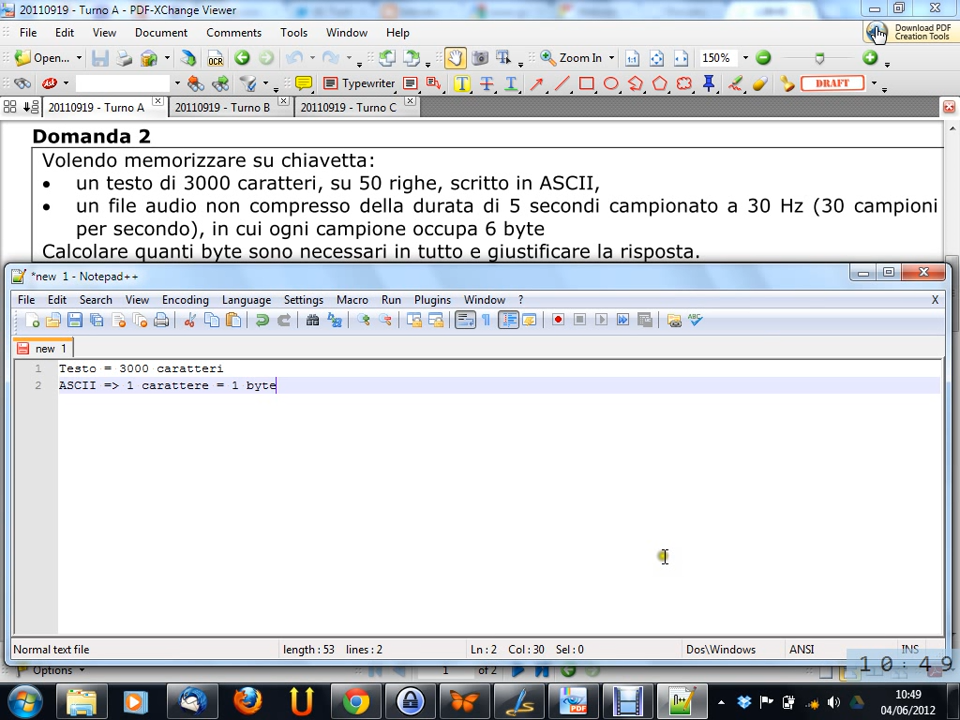 20110919 - Turno A - PDF-XChange Viewer
File Edit View Document Comments Tools Window Help
Download PDF
Creation Tools
Open... OCR Zoom In 150%
Typewriter DRAFT
20110919 - Turno A 20110919 - Turno B 20110919 - Turno C
Domanda 2
Volendo memorizzare su chiavetta:
• un testo di 3000 caratteri, su 50 righe, scritto in ASCII,
• un file audio non compresso della durata di 5 secondi campionato a 30 Hz (30 campioni
per secondo), in cui ogni campione occupa 6 byte
Calcolare quanti byte sono necessari in tutto e giustificare la risposta.
*new 1 - Notepad++
File Edit Search View Encoding Language Settings Macro Run Plugins Window ? X
new 1
1 Testo = 3000 caratteri
2 ASCII => 1 carattere = 1 byte
Normal text file length : 53 lines : 2 Ln : 2 Col : 30 Sel : 0 Dos\Windows ANSI INS
Options 1 of 2
10:49
10:49
04/06/2012